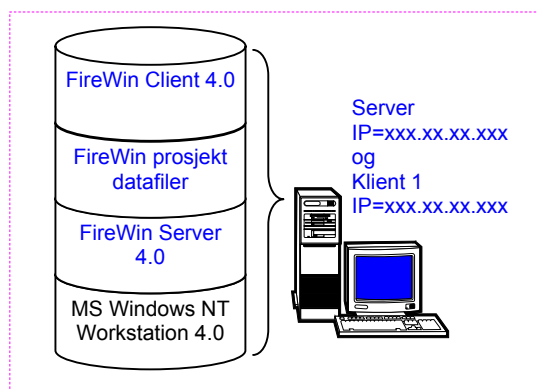 FireWin Client 4.0
FireWin prosjekt
datafiler
FireWin Server
4.0
MS Windows NT
Workstation 4.0
Server
IP=xxx.xx.xx.xxx
og
Klient 1
IP=xxx.xx.xx.xxx